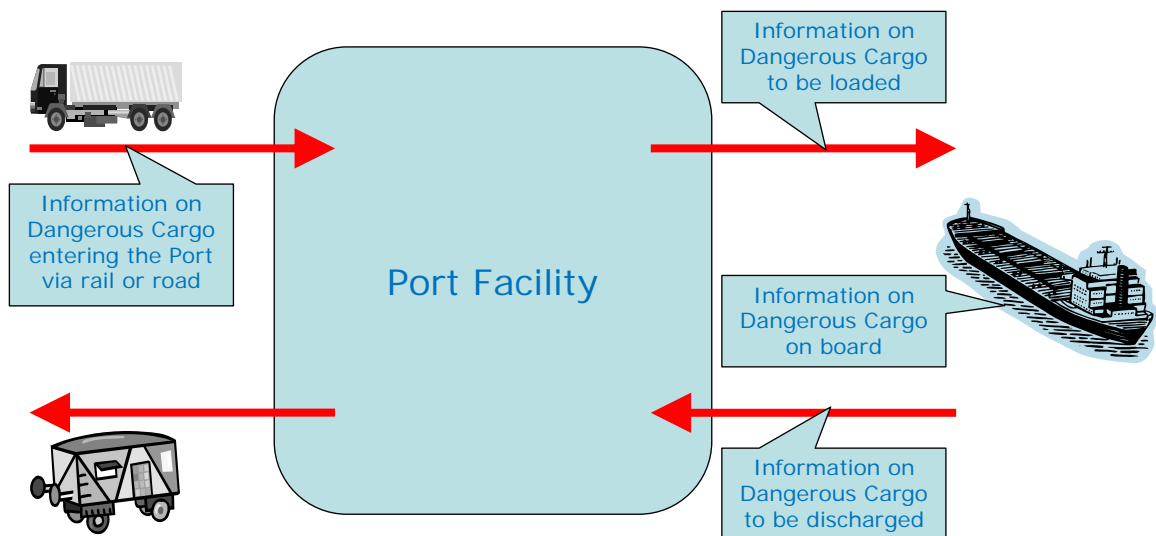 Information on
Dangerous Cargo
to be loaded
Information on
Dangerous Cargo
entering the Port
via rail or road
Port Facility
Information on
Dangerous Cargo
on board
Information on
Dangerous Cargo
to be discharged